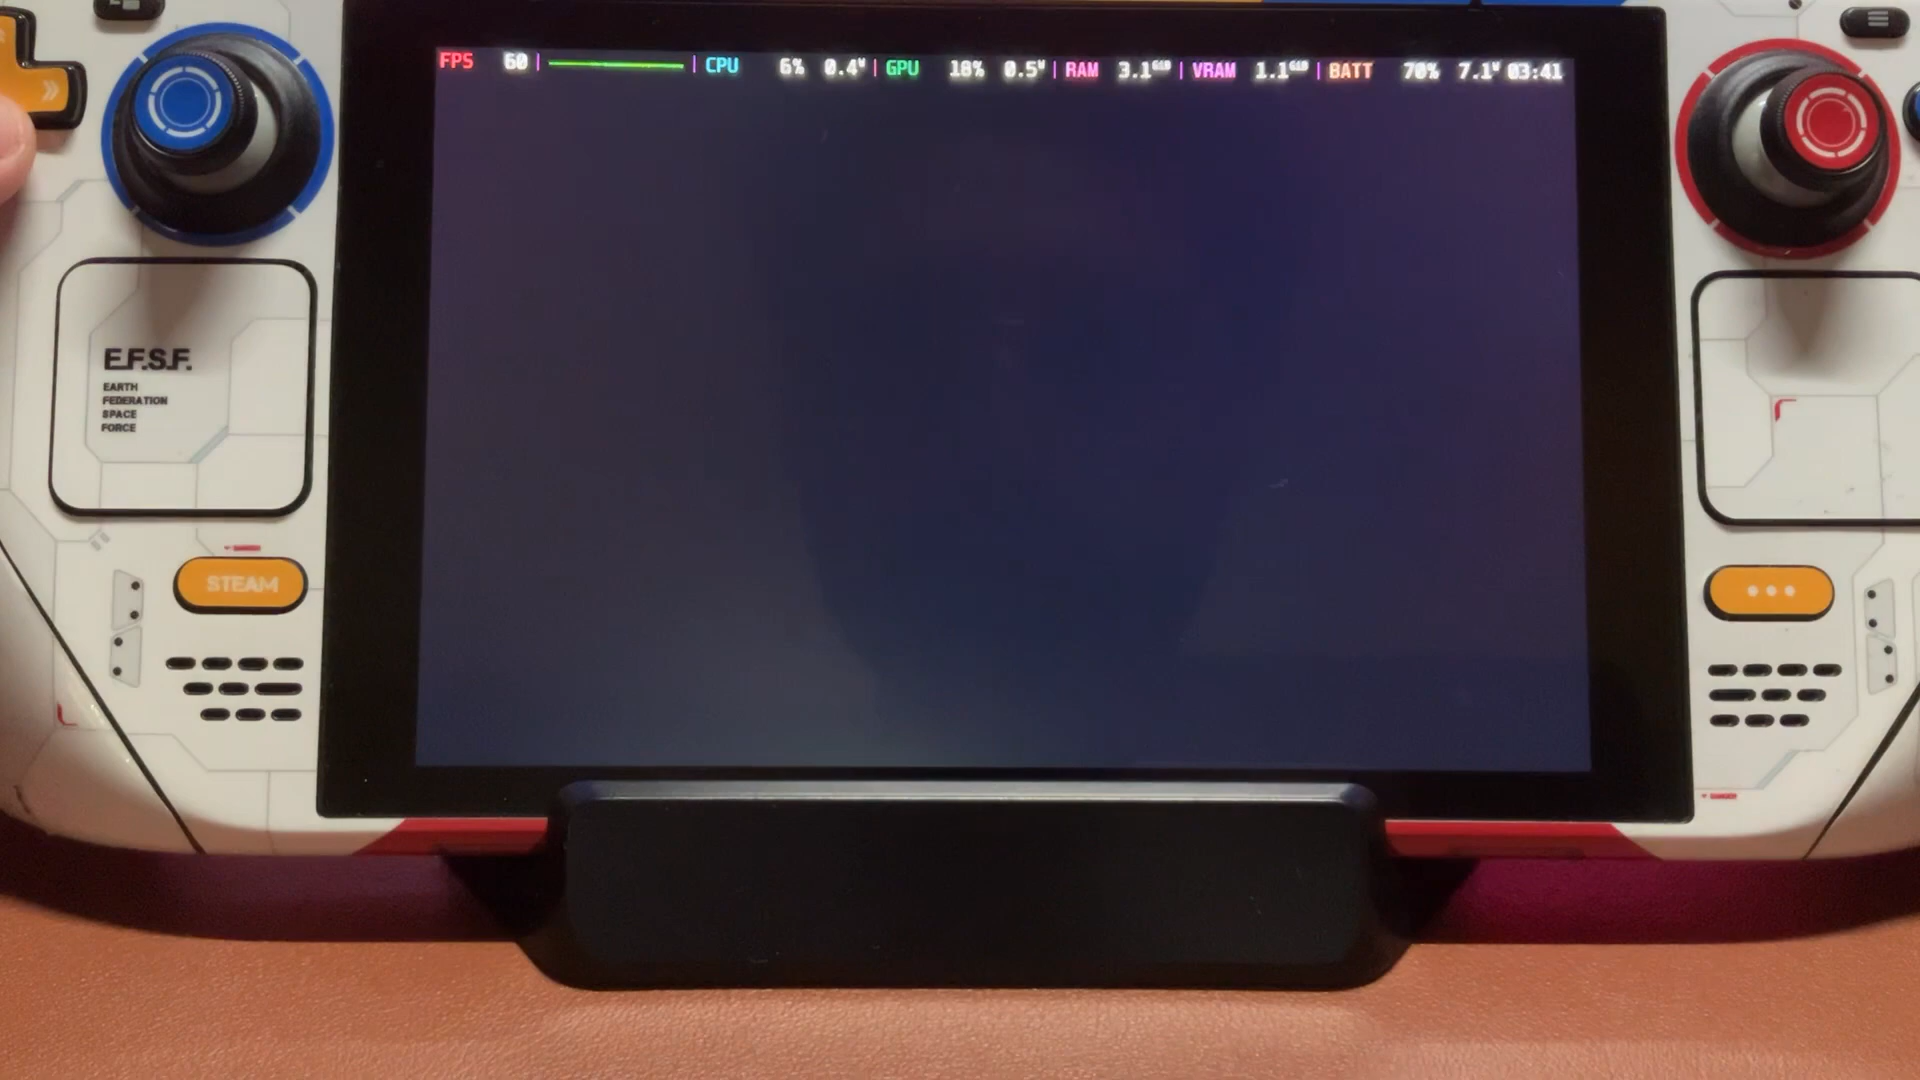 FPS 60 | | CPU 6% 0.4W | GPU 18% 0.5W | RAM 3.1GiB | VRAM 1.1GiB | BATT 70% 7.1W 03:41
E.F.S.F.
EARTH
FEDERATION
SPACE
FORCE
STEAM
DANGER